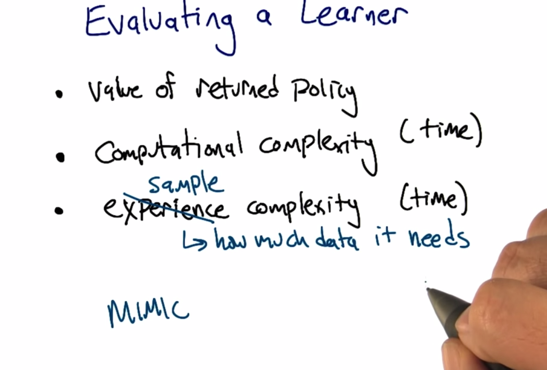 Evaluating a Learner
• Value of returned policy
• Computational complexity (time)
sample
• experience complexity (time)
↳ how much data it needs
MIMIC